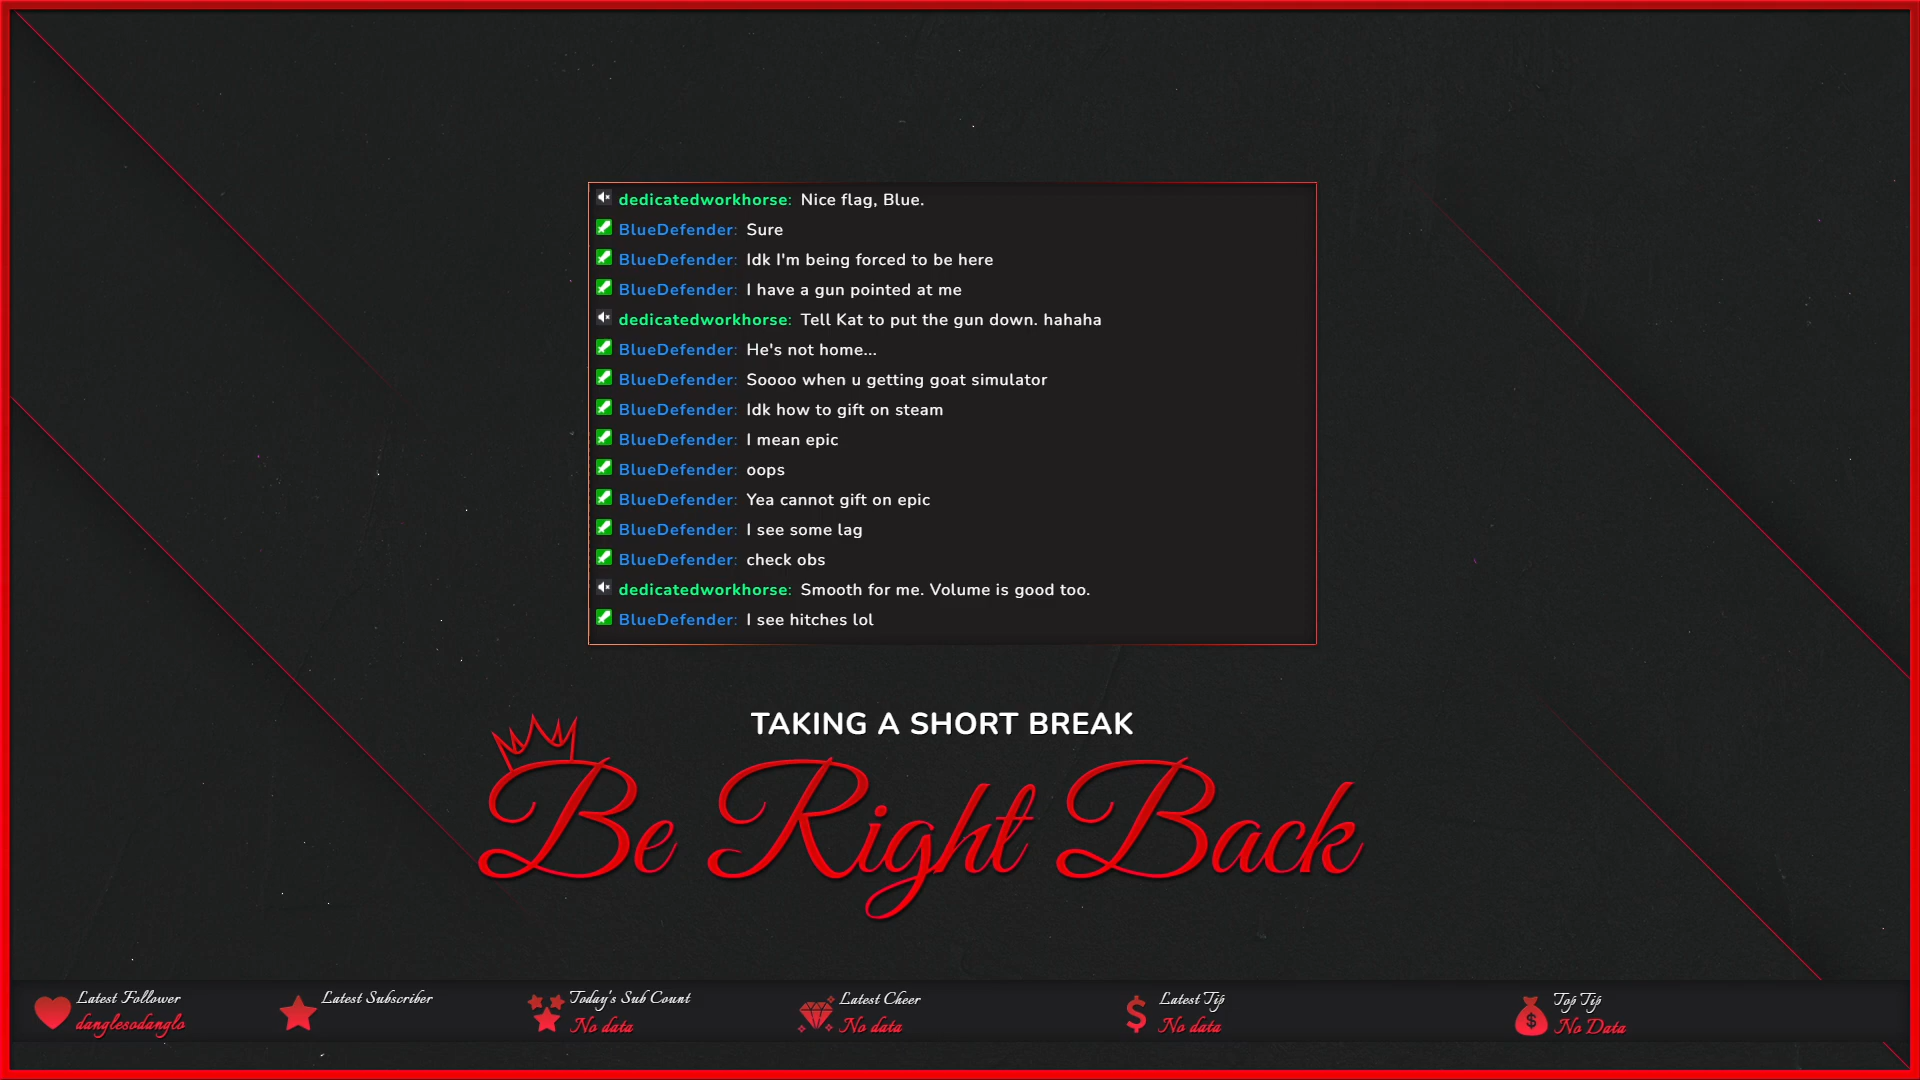 dedicatedworkhorse: Nice flag, Blue.
BlueDefender: Sure
BlueDefender: Idk I'm being forced to be here
BlueDefender: I have a gun pointed at me
dedicatedworkhorse: Tell Kat to put the gun down. hahaha
BlueDefender: He's not home...
BlueDefender: Soooo when u getting goat simulator
BlueDefender: Idk how to gift on steam
BlueDefender: I mean epic
BlueDefender: oops
BlueDefender: Yea cannot gift on epic
BlueDefender: I see some lag
BlueDefender: check obs
dedicatedworkhorse: Smooth for me. Volume is good too.
BlueDefender: I see hitches lol
TAKING A SHORT BREAK
Be Right Back
Latest Follower
danglesodanglo
Latest Subscriber
Today's Sub Count
No data
Latest Cheer
No data
Latest Tip
No data
Top Tip
No Data